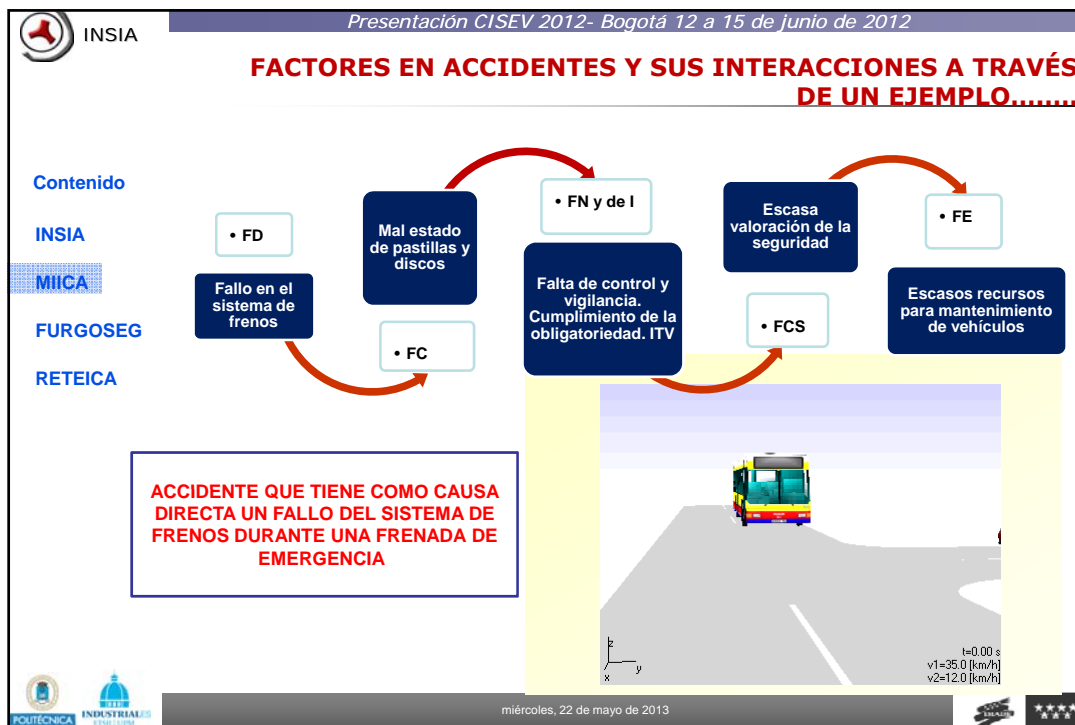 INSIA
Presentación CISEV 2012- Bogotá 12 a 15 de junio de 2012
FACTORES EN ACCIDENTES Y SUS INTERACCIONES A TRAVÉS
DE UN EJEMPLO........
Contenido
INSIA
MIICA
FURGOSEG
RETEICA
• FD
Fallo en el
sistema de
frenos
Mal estado
de pastillas y
discos
• FC
• FN y de I
Falta de control y
vigilancia.
Cumplimiento de la
obligatoriedad. ITV
Escasa
valoración de la
seguridad
• FCS
• FE
Escasos recursos
para mantenimiento
de vehículos
ACCIDENTE QUE TIENE COMO CAUSA
DIRECTA UN FALLO DEL SISTEMA DE
FRENOS DURANTE UNA FRENADA DE
EMERGENCIA
z
y
x
t=0.00 s
v1=35.0 [km/h]
v2=12.0 [km/h]
POLITÉCNICA
INDUSTRIALES
ETSII | UPM
miércoles, 22 de mayo de 2013